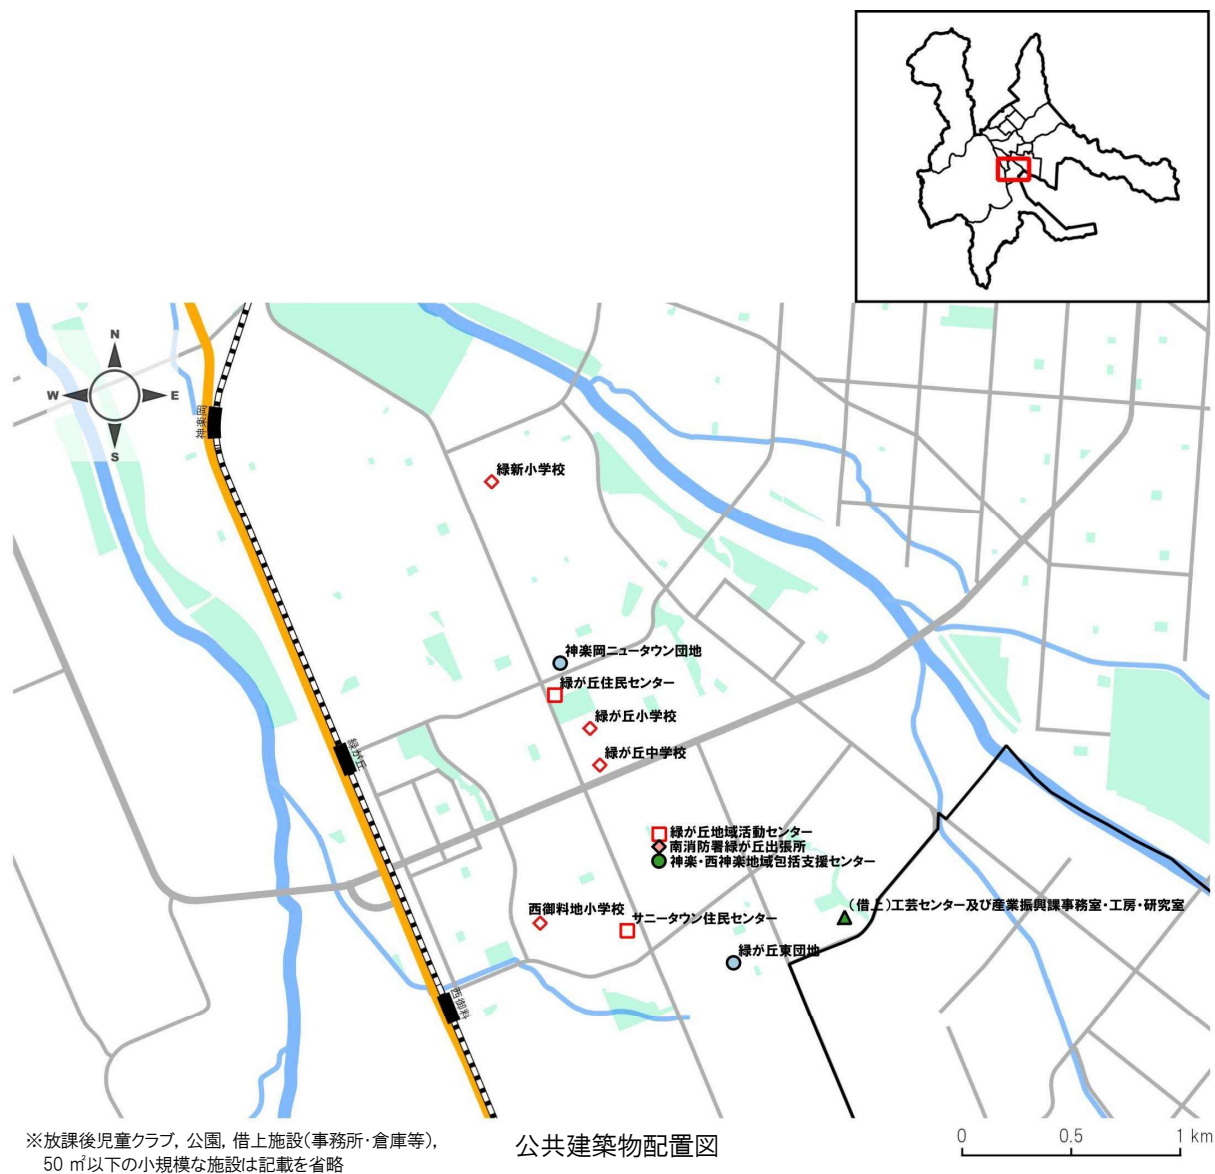 N
W
E
S
神楽岡
緑新小学校
神楽岡ニュータウン団地
緑が丘住民センター
緑が丘小学校
緑が丘
緑が丘中学校
緑が丘地域活動センター
南消防署緑が丘出張所
神楽・西神楽地域包括支援センター
西御料地小学校
サニータウン住民センター
(借上)工芸センター及び産業振興課事務室・工房・研究室
緑が丘東団地
西御料
※放課後児童クラブ, 公園, 借上施設(事務所・倉庫等),
50 ㎡以下の小規模な施設は記載を省略
公共建築物配置図
0 0.5 1 km